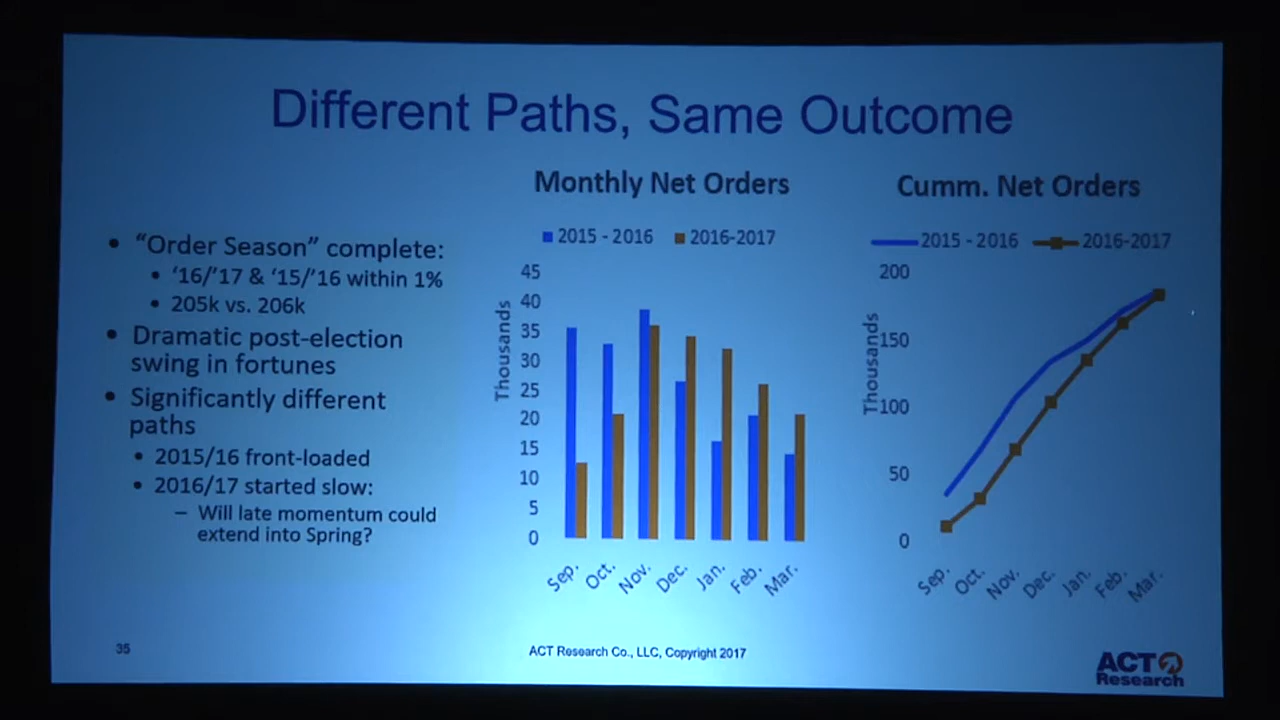 Different Paths, Same Outcome
• “Order Season” complete:
• ‘16/’17 & ‘15/’16 within 1%
• 205k vs. 206k
• Dramatic post-election
swing in fortunes
• Significantly different
paths
• 2015/16 front-loaded
• 2016/17 started slow:
– Will late momentum could
extend into Spring?
Monthly Net Orders
2015 - 2016 2016-2017
Thousands
45
40
35
30
25
20
15
10
5
0
Sep. Oct. Nov. Dec. Jan. Feb. Mar.
Cumm. Net Orders
2015 - 2016 2016-2017
Thousands
200
150
100
50
0
Sep. Oct. Nov. Dec. Jan. Feb. Mar.
35
ACT Research Co., LLC, Copyright 2017
ACT
Research